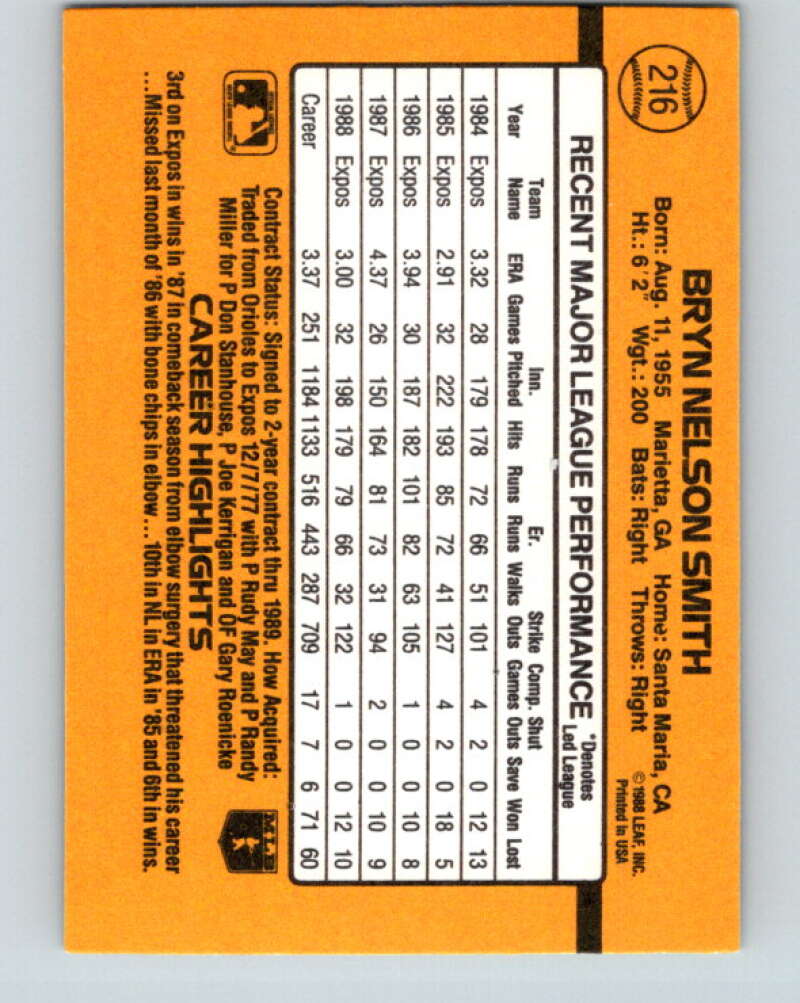 216
BRYN NELSON SMITH
Born: Aug. 11, 1955 Marietta, GA Home: Santa Maria, CA
Ht.: 6'2" Wgt.: 200 Bats: Right Throws: Right
© 1988 LEAF, INC.
Printed in USA
RECENT MAJOR LEAGUE PERFORMANCE
*Denotes
Led League
Team Inn. Er. Strike Comp. Shut
Year Name ERA Games Pitched Hits Runs Runs Walks Outs Games Outs Save Won Lost
1984 Expos 3.32 28 179 178 72 66 51 101 4 2 0 12 13
1985 Expos 2.91 32 222 193 85 72 41 127 4 2 0 18 5
1986 Expos 3.94 30 187 182 101 82 63 105 1 0 0 10 8
1987 Expos 4.37 26 150 164 81 73 31 94 2 0 0 10 9
1988 Expos 3.00 32 198 179 79 66 32 122 1 0 0 12 10
Career 3.37 251 1184 1133 516 443 287 709 17 7 6 71 60
Contract Status: Signed to 2-year contract thru 1989. How Acquired:
Traded from Orioles to Expos 12/7/77 with P Rudy May and P Randy
Miller for P Don Stanhouse, P Joe Kerrigan and OF Gary Roenicke
MLB
CAREER HIGHLIGHTS
3rd on Expos in wins in '87 in comeback season from elbow surgery that threatened his career
...Missed last month of '86 with bone chips in elbow... 10th in NL in ERA in '85 and 6th in wins.